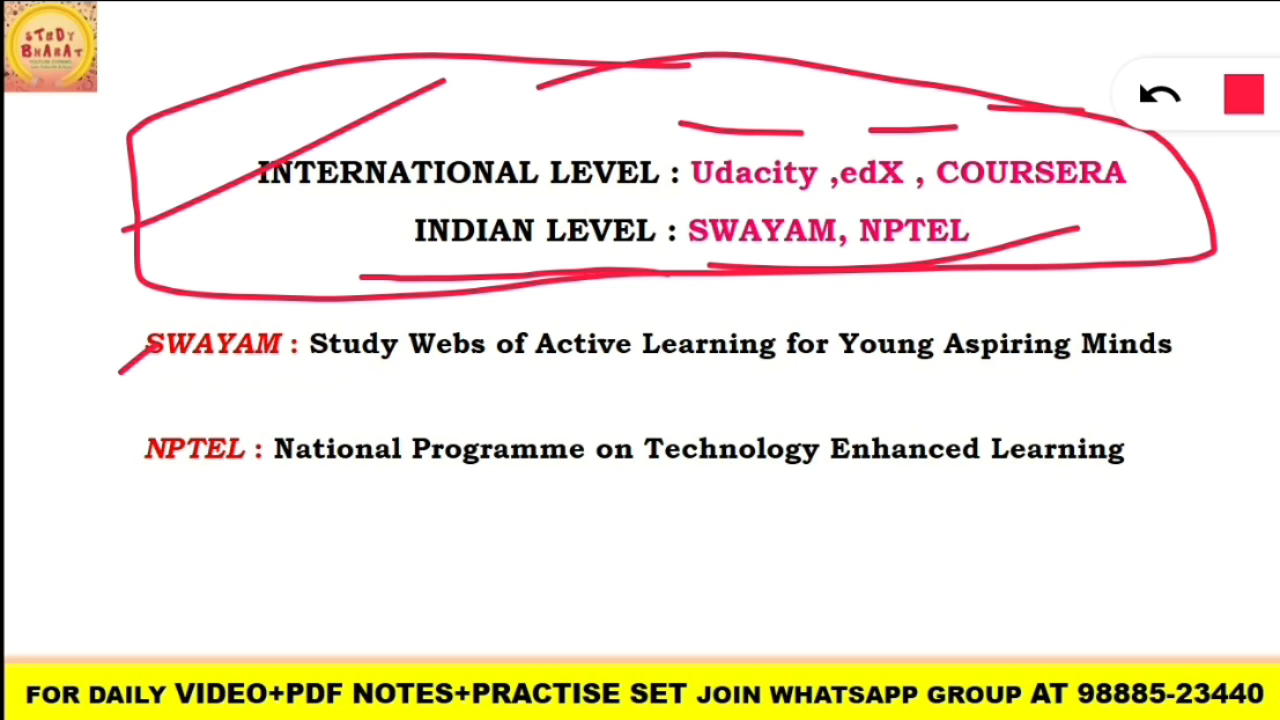 STUDY
BHARAT
YOUTUBE CHANNEL
INTERNATIONAL LEVEL : Udacity ,edX , COURSERA
INDIAN LEVEL : SWAYAM, NPTEL
SWAYAM : Study Webs of Active Learning for Young Aspiring Minds
NPTEL : National Programme on Technology Enhanced Learning
FOR DAILY VIDEO+PDF NOTES+PRACTISE SET JOIN WHATSAPP GROUP AT 98885-23440